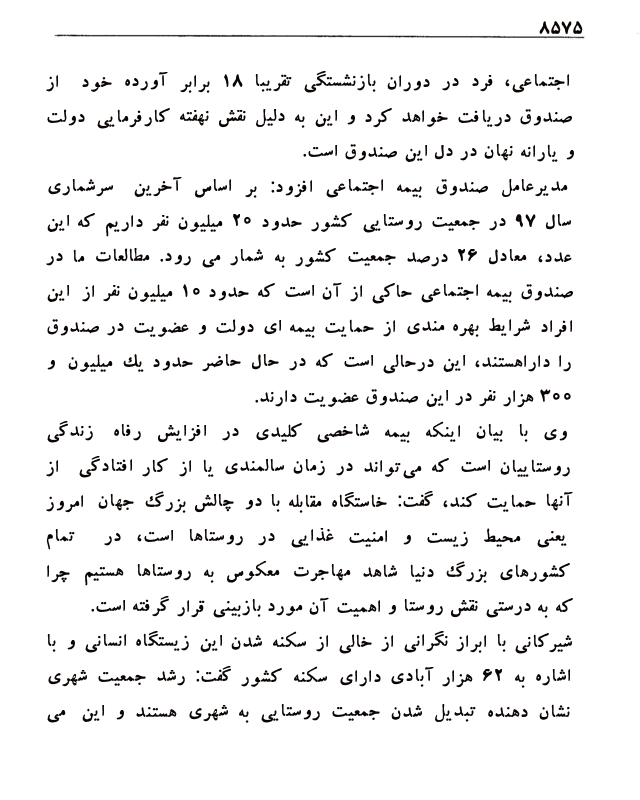 ۸۵۷۵
اجتماعی، فرد در دوران بازنشستگی تقریبا ۱۸ برابر آورده خود از
صندوق دریافت خواهد کرد و این به دلیل نقش نهفته کارفرمایی دولت
و یارانه نهان در دل این صندوق است.
مدیرعامل صندوق بیمه اجتماعی افزود: بر اساس آخرین سرشماری
سال ۹۷ در جمعیت روستایی کشور حدود ۲۰ میلیون نفر داریم که این
عدد، معادل ۲۶ درصد جمعیت کشور به شمار می رود. مطالعات ما در
صندوق بیمه اجتماعی حاکی از آن است که حدود ۱۰ میلیون نفر از این
افراد شرایط بهره مندی از حمایت بیمه ای دولت و عضویت در صندوق
را داراهستند، این درحالی است که در حال حاضر حدود یك میلیون و
۳۰۰ هزار نفر در این صندوق عضویت دارند.
وی با بیان اینکه بیمه شاخصی کلیدی در افزایش رفاه زندگی
روستاییان است که می‌تواند در زمان سالمندی یا از کار افتادگی از
آنها حمایت کند، گفت: خاستگاه مقابله با دو چالش بزرگ جهان امروز
یعنی محیط زیست و امنیت غذایی در روستاها است، در تمام
کشورهای بزرگ دنیا شاهد مهاجرت معکوس به روستاها هستیم چرا
که به درستی نقش روستا و اهمیت آن مورد بازبینی قرار گرفته است.
شیرکانی با ابراز نگرانی از خالی از سکنه شدن این زیستگاه انسانی و با
اشاره به ۶۲ هزار آبادی دارای سکنه کشور گفت: رشد جمعیت شهری
نشان دهنده تبدیل شدن جمعیت روستایی به شهری هستند و این می